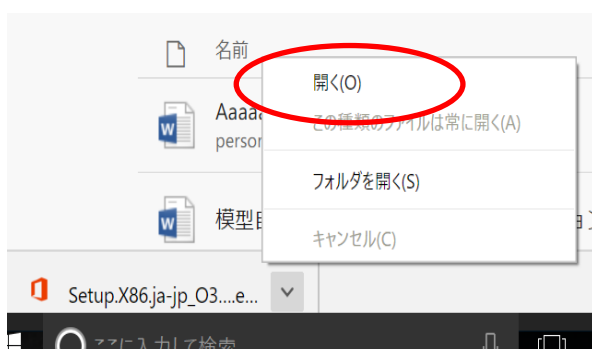 名前
開く(O)
Aaaaa
この種類のファイルは常に開く(A)
person
フォルダを開く(S)
模型
キャンセル(C)
Setup.X86.ja-jp_O3....e...
ここに入力して検索